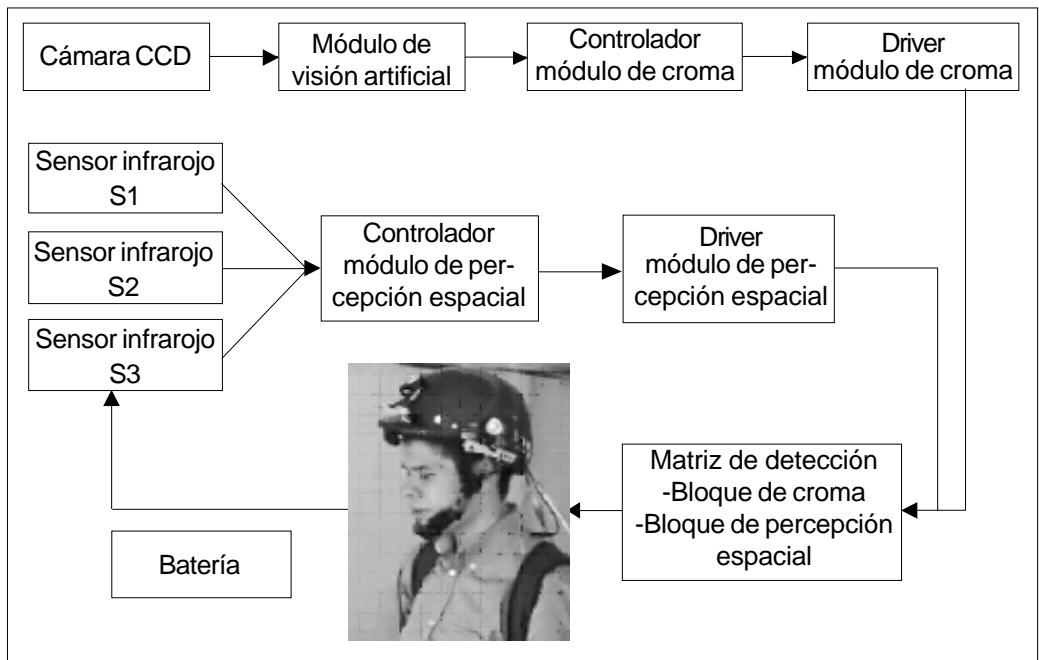 Cámara CCD
Módulo de
visión artificial
Controlador
módulo de croma
Driver
módulo de croma
Sensor infrarojo
S1
Sensor infrarojo
S2
Sensor infrarojo
S3
Controlador
módulo de per-
cepción espacial
Driver
módulo de per-
cepción espacial
Matriz de detección
-Bloque de croma
-Bloque de percepción
espacial
Batería